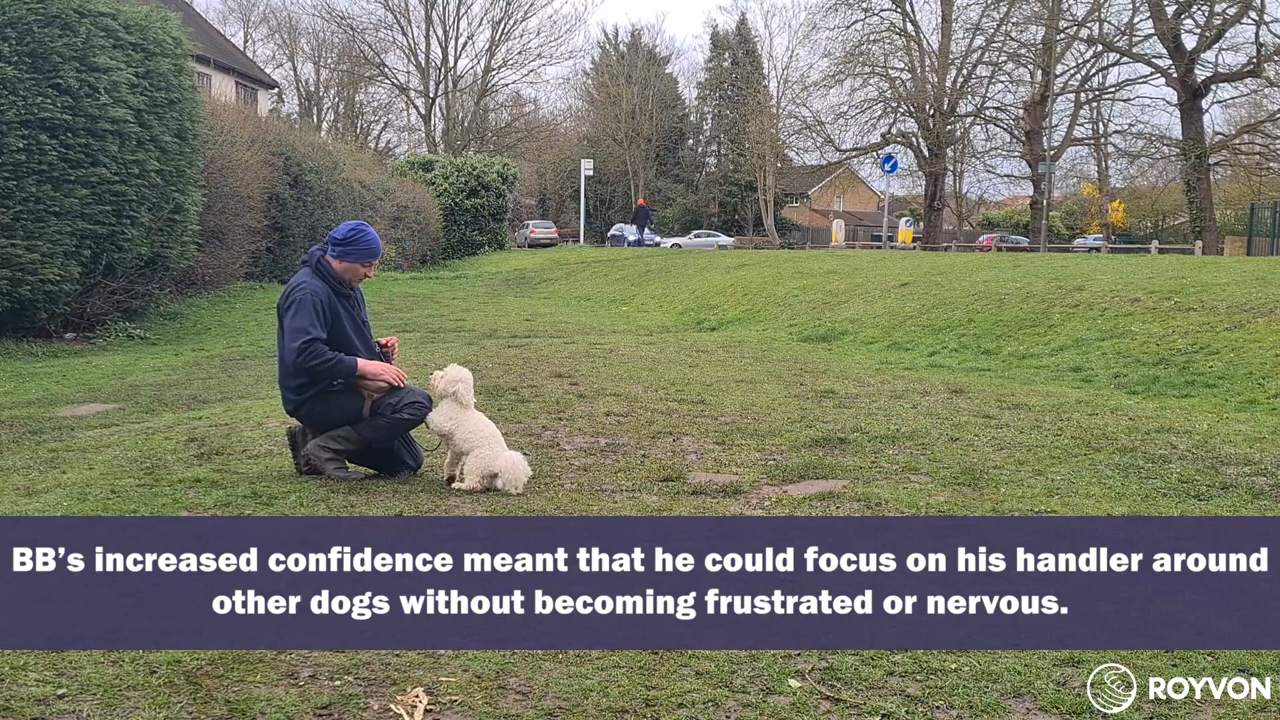 BB’s increased confidence meant that he could focus on his handler around
other dogs without becoming frustrated or nervous.
ROYVON